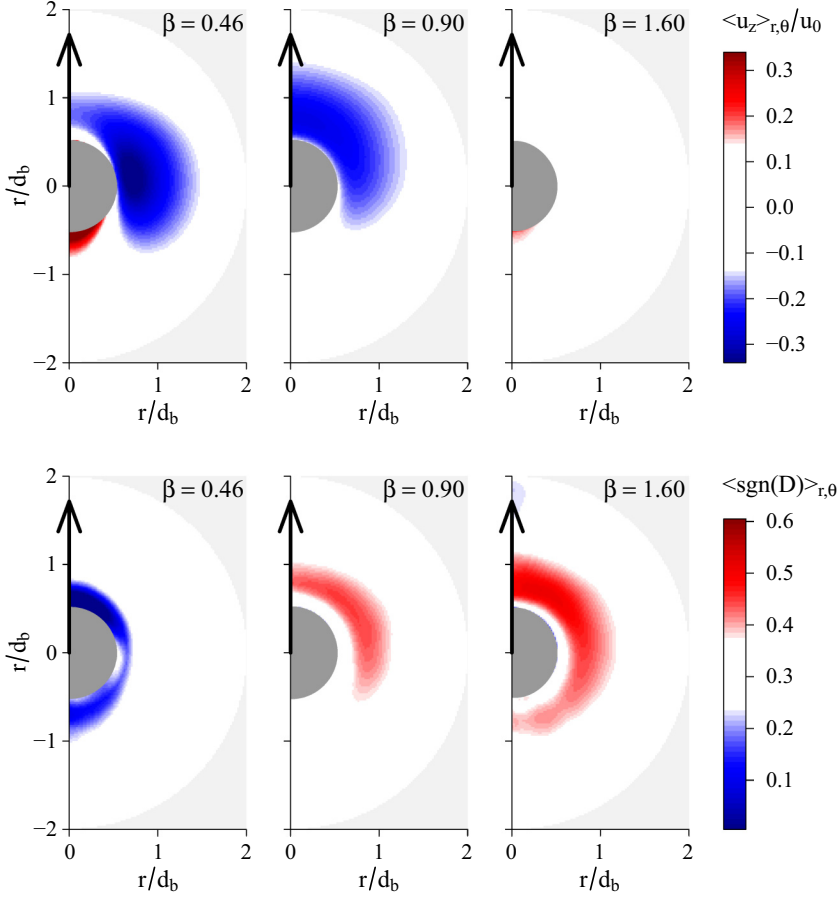 β = 0.46
β = 0.90
β = 1.60
<u_z>_{r,θ}/u_0
2
1
0
−1
−2
r/d_b
0 1 2
0 1 2
0 1 2
r/d_b
r/d_b
r/d_b
0.3
0.2
0.1
0.0
−0.1
−0.2
−0.3
β = 0.46
β = 0.90
β = 1.60
<sgn(D)>_{r,θ}
2
1
0
−1
−2
r/d_b
0 1 2
0 1 2
0 1 2
r/d_b
r/d_b
r/d_b
0.6
0.5
0.4
0.3
0.2
0.1